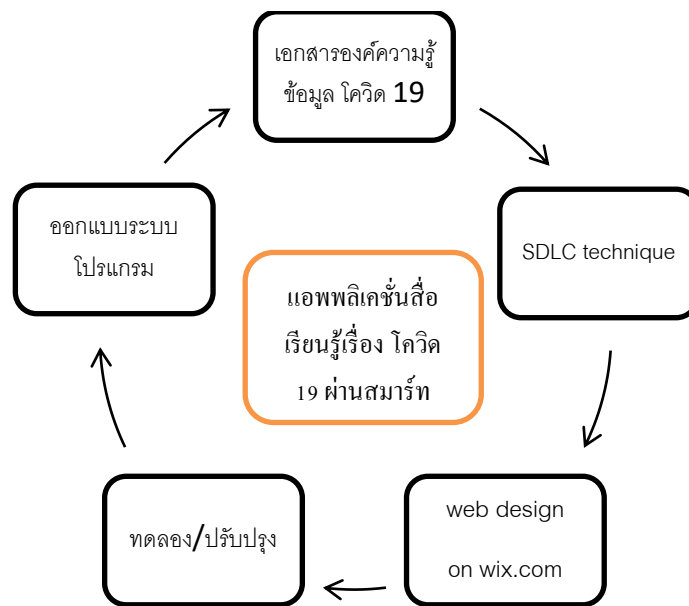 เอกสารองค์ความรู้
ข้อมูล โควิด 19
SDLC technique
web design
on wix.com
ทดลอง/ปรับปรุง
ออกแบบระบบ
โปรแกรม
แอพพลิเคชั่นสื่อ
เรียนรู้เรื่อง โควิด
19 ผ่านสมาร์ท